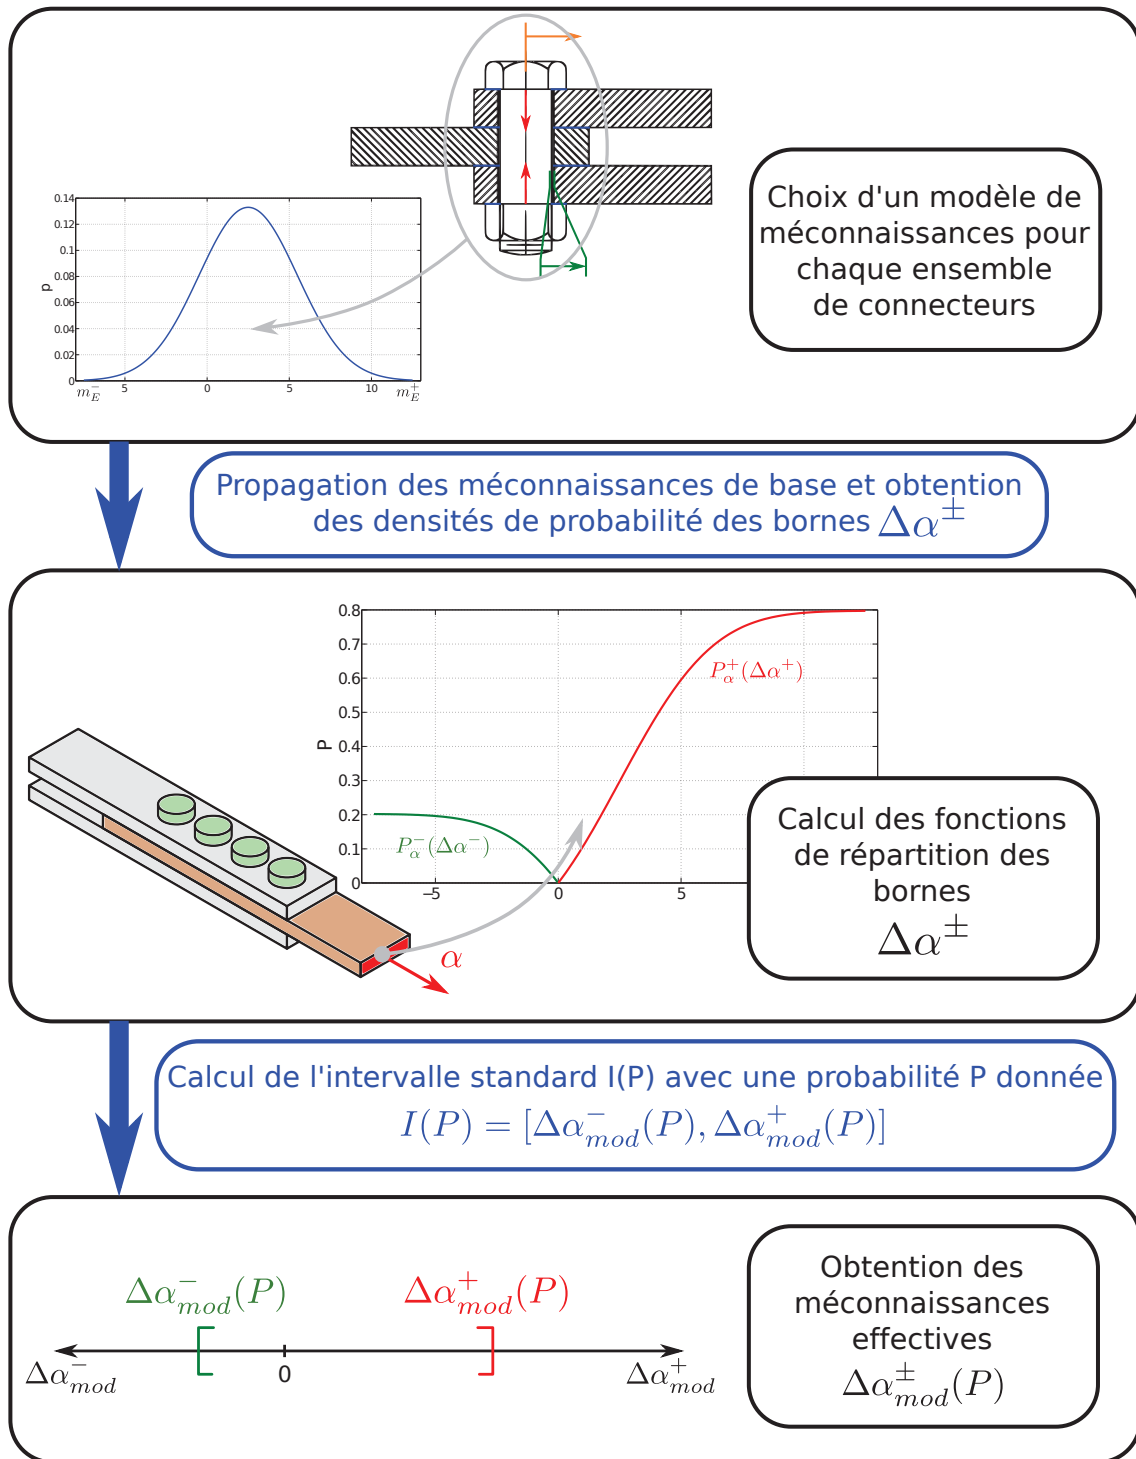 0.14
0.12
0.1
0.08
0.06
0.04
0.02
0
p
m_E^- 5 0 5 10 m_E^+
Choix d'un modèle de
méconnaissances pour
chaque ensemble
de connecteurs
Propagation des méconnaissances de base et obtention
des densités de probabilité des bornes Δα^±
0.8
0.7
0.6
0.5
0.4
0.3
0.2
0.1
0
P
−5 0 5
P_α^+(Δα^+)
P_α^-(Δα^-)
α
Calcul des fonctions
de répartition des
bornes
Δα^±
Calcul de l'intervalle standard I(P) avec une probabilité P donnée
I(P) = [Δα_mod^-(P), Δα_mod^+(P)]
Δα_mod^-(P) Δα_mod^+(P)
Δα_mod^- 0 Δα_mod^+
Obtention des
méconnaissances
effectives
Δα_mod^±(P)